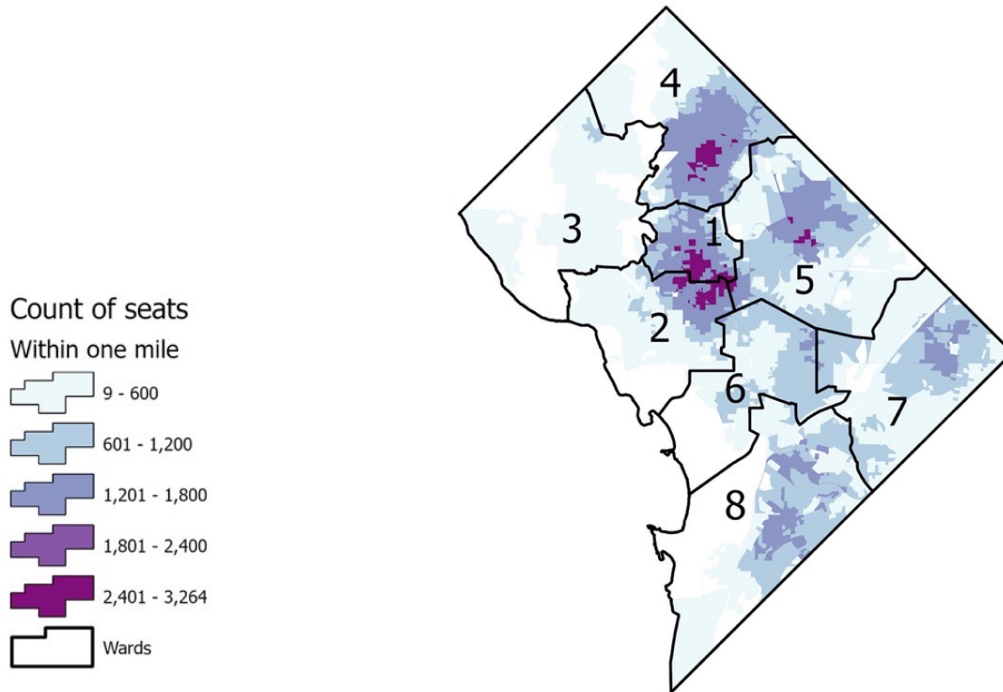 Count of seats
Within one mile
9 - 600
601 - 1,200
1,201 - 1,800
1,801 - 2,400
2,401 - 3,264
Wards
4
3
1
5
2
6
7
8